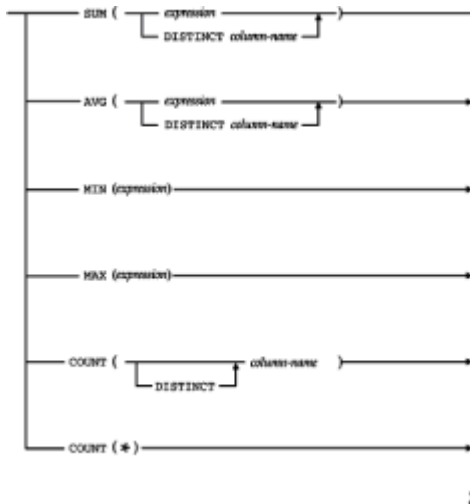 SUM ( expression )
DISTINCT column-name
AVG ( expression )
DISTINCT column-name
MIN (expression)
MAX (expression)
COUNT ( column-name )
DISTINCT
COUNT (*)